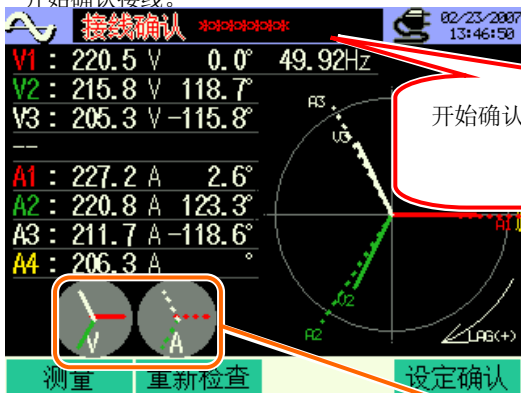 开始确认接线。
接线确认 ************
02/23/2007
13:46:50
V1 : 220.5 V 0.0° 49.92Hz
V2 : 215.8 V 118.7°
V3 : 205.3 V -115.8°
--
A1 : 227.2 A 2.6°
A2 : 220.8 A 123.3°
A3 : 211.7 A -118.6°
A4 : 206.3 A °
开始确认
A3
V3
A1
V2
A2
V
A
LAG(+)
测量 重新检查 设定确认